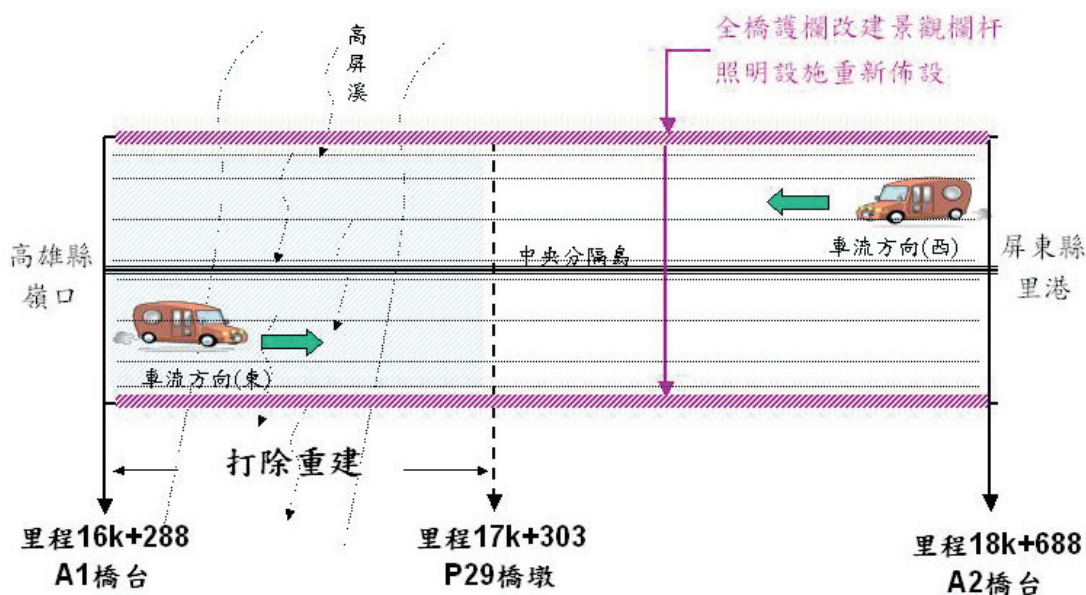 全橋護欄改建景觀欄杆
照明設施重新佈設
高屏溪
高雄縣
嶺口
中央分隔島
車流方向(西)
屏東縣
里港
車流方向(東)
打除重建
里程16k+288
A1橋台
里程17k+303
P29橋墩
里程18k+688
A2橋台